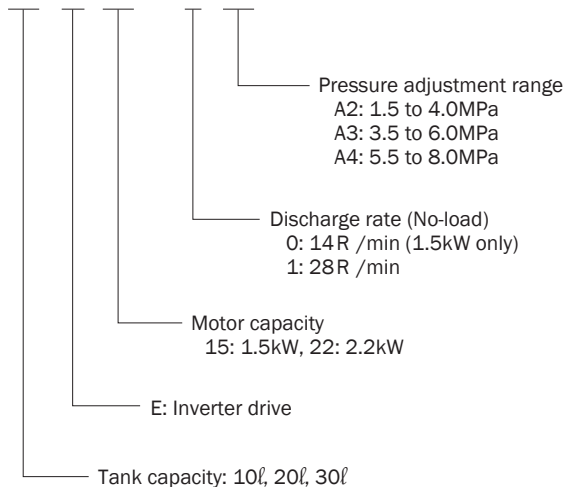 Pressure adjustment range
A2: 1.5 to 4.0MPa
A3: 3.5 to 6.0MPa
A4: 5.5 to 8.0MPa
Discharge rate (No-load)
0: 14R /min (1.5kW only)
1: 28R /min
Motor capacity
15: 1.5kW, 22: 2.2kW
E: Inverter drive
Tank capacity: 10ℓ, 20ℓ, 30ℓ